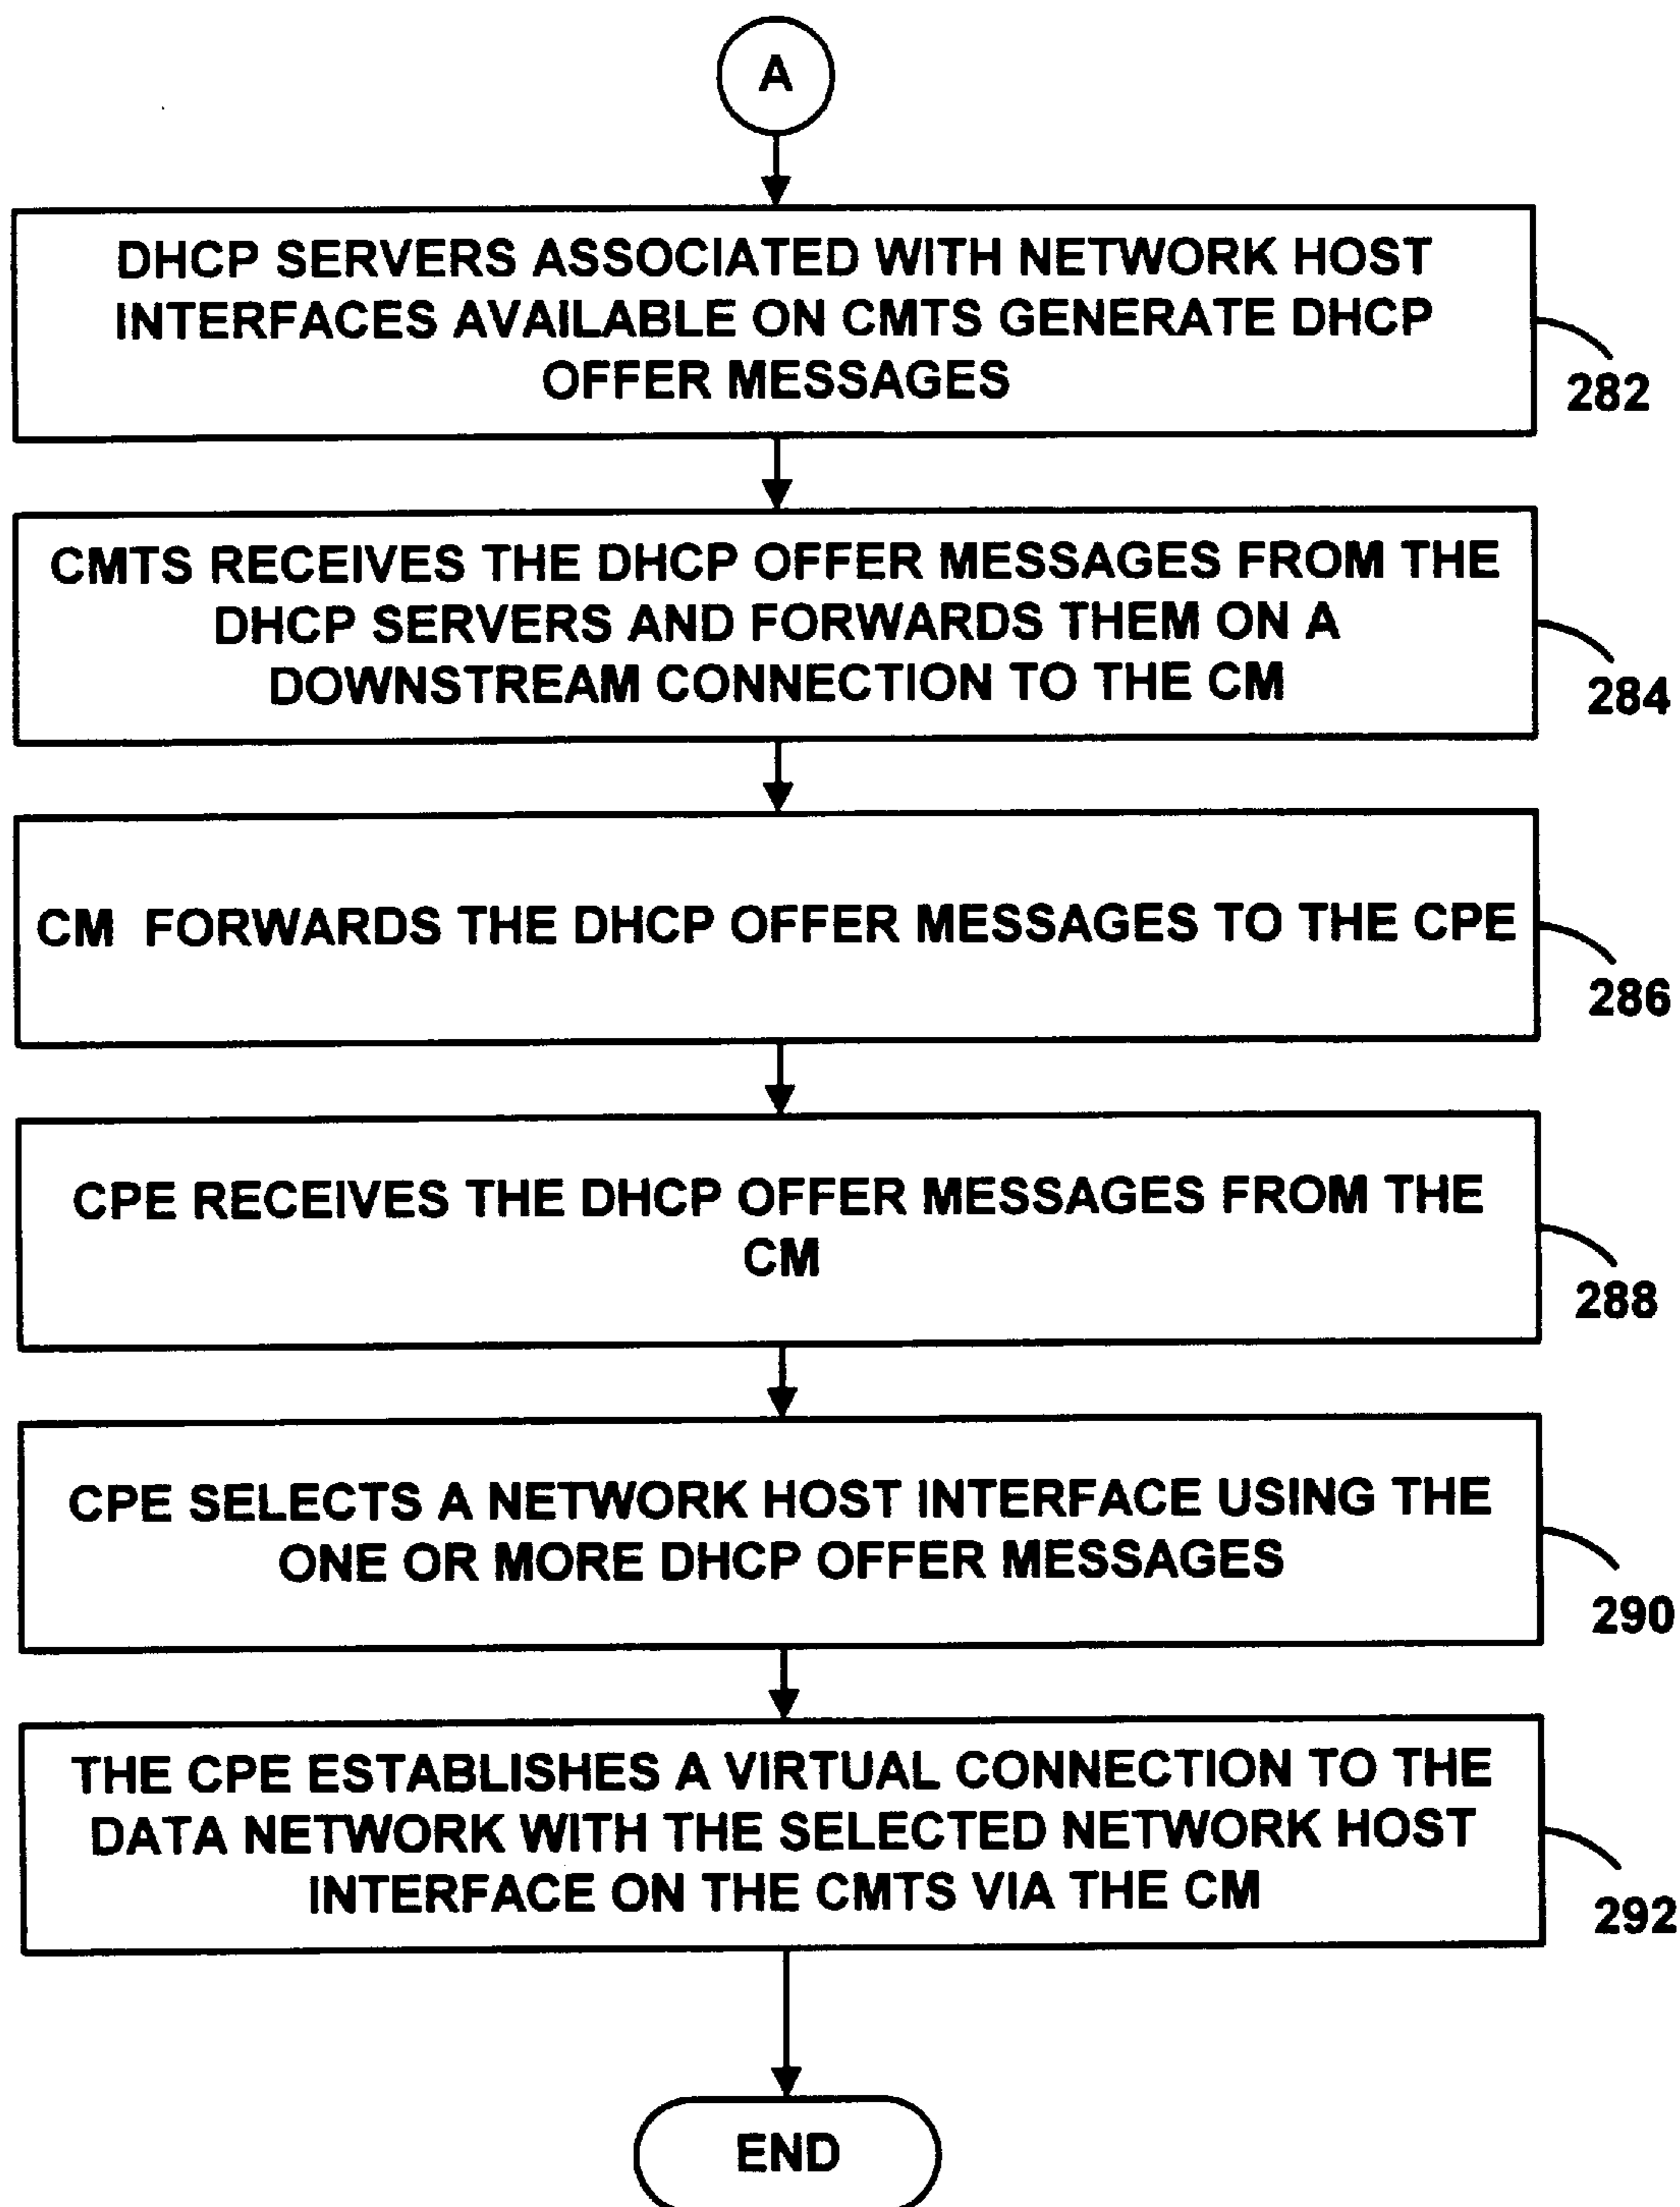 A
DHCP SERVERS ASSOCIATED WITH NETWORK HOST
INTERFACES AVAILABLE ON CMTS GENERATE DHCP
OFFER MESSAGES
282
CMTS RECEIVES THE DHCP OFFER MESSAGES FROM THE
DHCP SERVERS AND FORWARDS THEM ON A
DOWNSTREAM CONNECTION TO THE CM
284
CM FORWARDS THE DHCP OFFER MESSAGES TO THE CPE
286
CPE RECEIVES THE DHCP OFFER MESSAGES FROM THE
CM
288
CPE SELECTS A NETWORK HOST INTERFACE USING THE
ONE OR MORE DHCP OFFER MESSAGES
290
THE CPE ESTABLISHES A VIRTUAL CONNECTION TO THE
DATA NETWORK WITH THE SELECTED NETWORK HOST
INTERFACE ON THE CMTS VIA THE CM
292
END